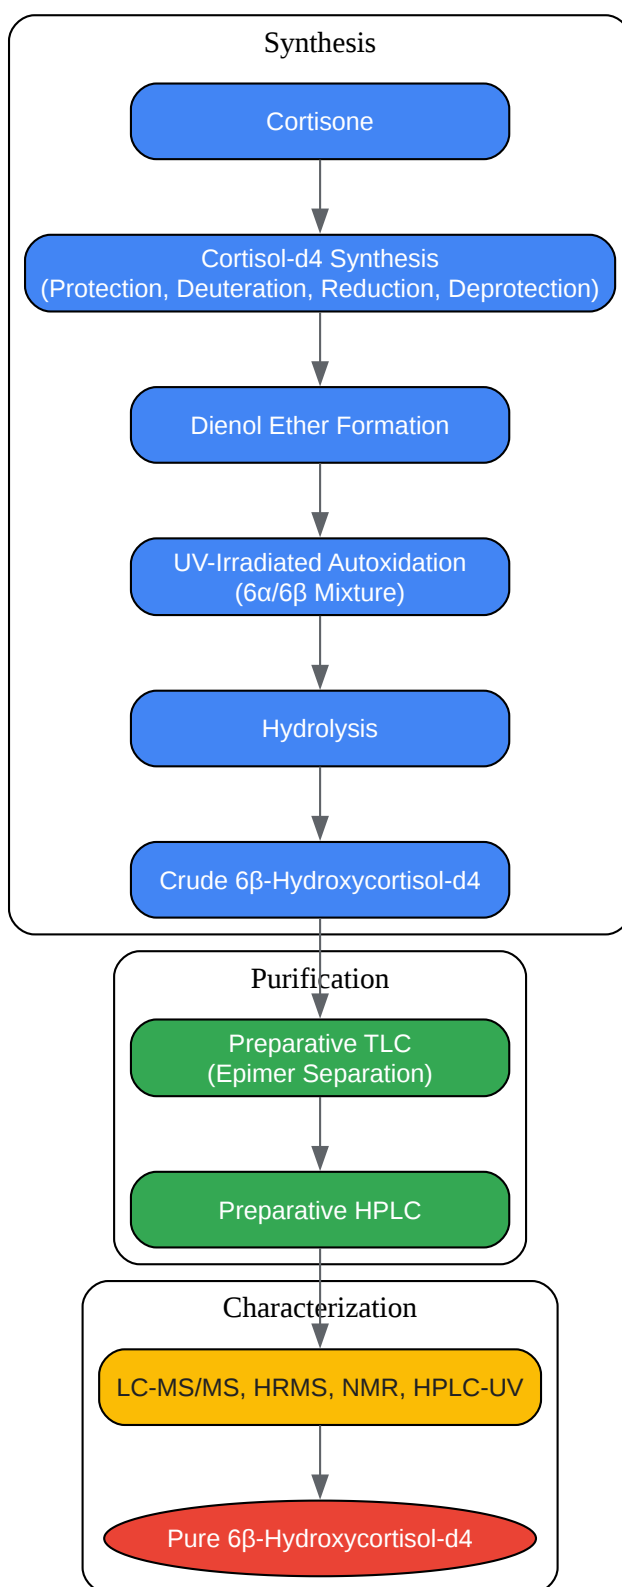 Synthesis
Cortisone
Cortisol-d4 Synthesis
(Protection, Deuteration, Reduction, Deprotection)
Dienol Ether Formation
UV-Irradiated Autoxidation
(6α/6β Mixture)
Hydrolysis
Crude 6β-Hydroxycortisol-d4
Purification
Preparative TLC
(Epimer Separation)
Preparative HPLC
Characterization
LC-MS/MS, HRMS, NMR, HPLC-UV
Pure 6β-Hydroxycortisol-d4